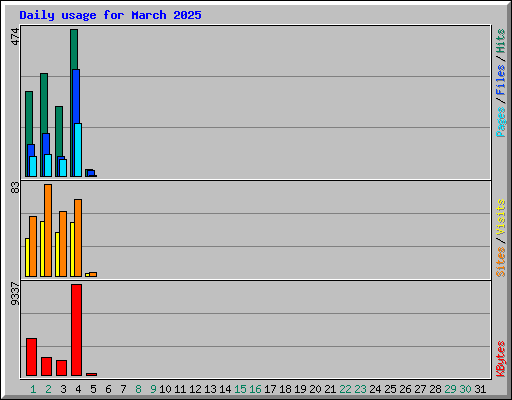 Daily usage for March 2025
474
Pages / Files / Hits
83
Sites / Visits
9337
KBytes
1 2 3 4 5 6 7 8 9 10 11 12 13 14 15 16 17 18 19 20 21 22 23 24 25 26 27 28 29 30 31